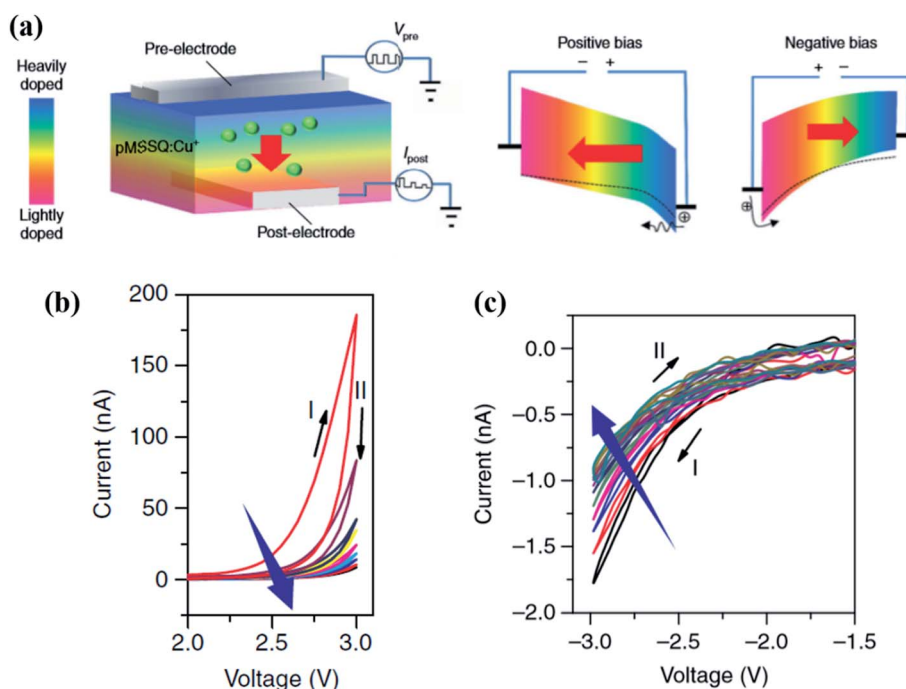 (a)
Heavily
doped
Lightly
doped
Pre-electrode
pMSSQ:Cu⁺
Post-electrode
Vpre
Ipost
Positive bias
− +
⊕
Negative bias
+ −
⊕
(b)
200
150
100
50
0
Current (nA)
I
II
2.0 2.5 3.0
Voltage (V)
(c)
0.0
−0.5
−1.0
−1.5
−2.0
Current (nA)
II
I
−3.0 −2.5 −2.0 −1.5
Voltage (V)